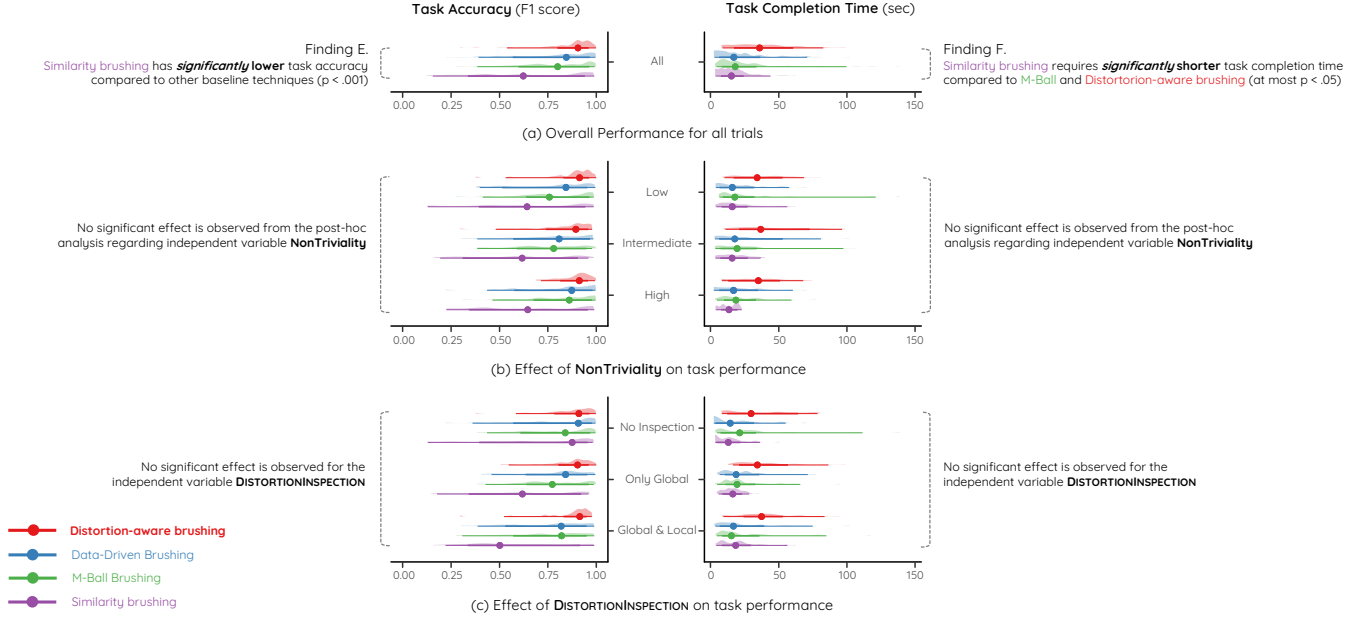 Task Accuracy (F1 score)
Task Completion Time (sec)
Finding E.
Similarity brushing has significantly lower task accuracy
compared to other baseline techniques (p < .001)
All
Finding F.
Similarity brushing requires significantly shorter task completion time
compared to M-Ball and Distortorion-aware brushing (at most p < .05)
0.00 0.25 0.50 0.75 1.00
0 50 100 150
(a) Overall Performance for all trials
No significant effect is observed from the post-hoc
analysis regarding independent variable NonTriviality
Low
Intermediate
High
No significant effect is observed from the post-hoc
analysis regarding independent variable NonTriviality
0.00 0.25 0.50 0.75 1.00
0 50 100 150
(b) Effect of NonTriviality on task performance
No significant effect is observed for the
independent variable DISTORTIONINSPECTION
No Inspection
Only Global
Global & Local
No significant effect is observed for the
independent variable DISTORTIONINSPECTION
0.00 0.25 0.50 0.75 1.00
0 50 100 150
Distortion-aware brushing
Data-Driven Brushing
M-Ball Brushing
Similarity brushing
(c) Effect of DISTORTIONINSPECTION on task performance